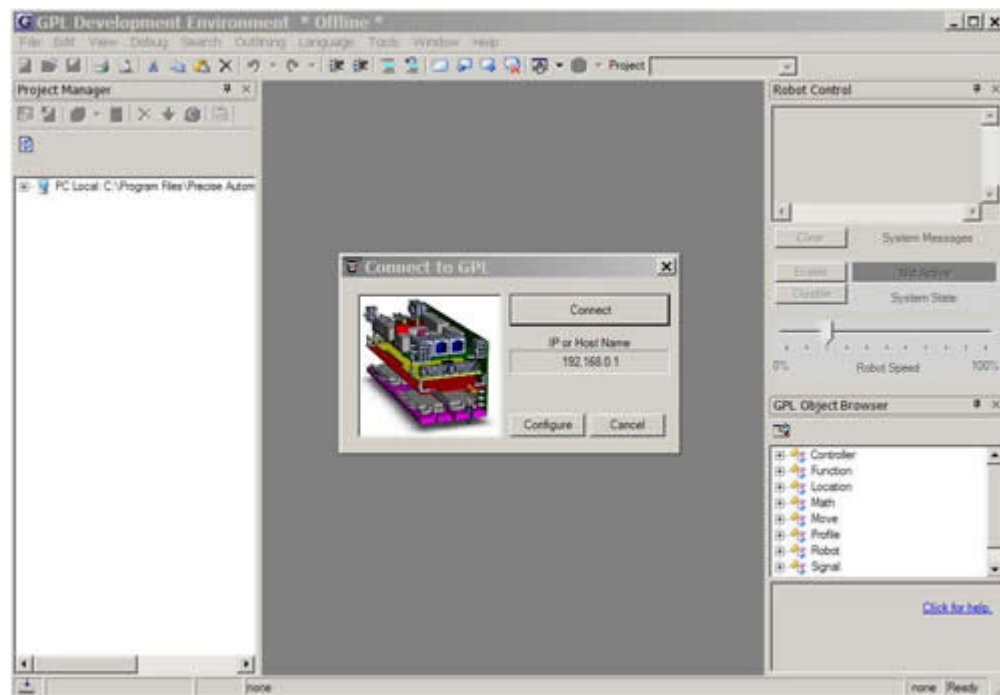 GPL Development Environment * Offline *
File Edit View Debug Search Outlining Language Tools Window Help
Project
Project Manager
PC Local: C:\Program Files\Precise Autom
Connect to GPL
Connect
IP or Host Name
192.168.0.1
Configure Cancel
Robot Control
Clear System Messages
Enable Not Active
Disable System State
0% Robot Speed 100%
GPL Object Browser
Controller
Function
Location
Math
Move
Profile
Robot
Signal
Click for help.
none none Ready